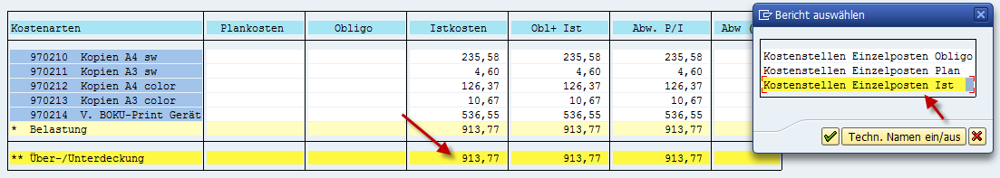 Kostenarten Plankosten Obligo Istkosten Obl+ Ist Abw. P/I Abw (
970210 Kopien A4 sw 235,58 235,58 235,58
970211 Kopien A3 sw 4,60 4,60 4,60
970212 Kopien A4 color 126,37 126,37 126,37
970213 Kopien A3 color 10,67 10,67 10,67
970214 V. BOKU-Print Gerät 536,55 536,55 536,55
* Belastung 913,77 913,77 913,77
** Über-/Unterdeckung 913,77 913,77 913,77
Bericht auswählen
Kostenstellen Einzelposten Obligo
Kostenstellen Einzelposten Plan
Kostenstellen Einzelposten Ist
Techn. Namen ein/aus